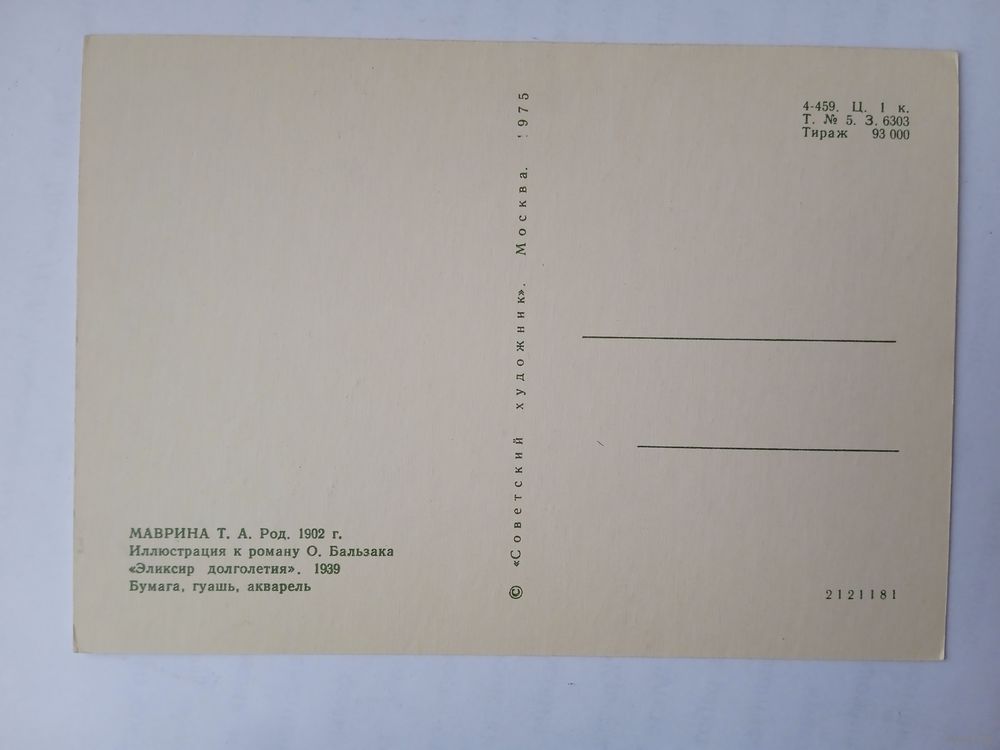 МАВРИНА Т. А. Род. 1902 г.
Иллюстрация к роману О. Бальзака
«Эликсир долголетия». 1939
Бумага, гуашь, акварель
© «Советский художник». Москва. 1975
4-459. Ц. 1 к.
Т. № 5. З. 6303
Тираж 93 000
2121181